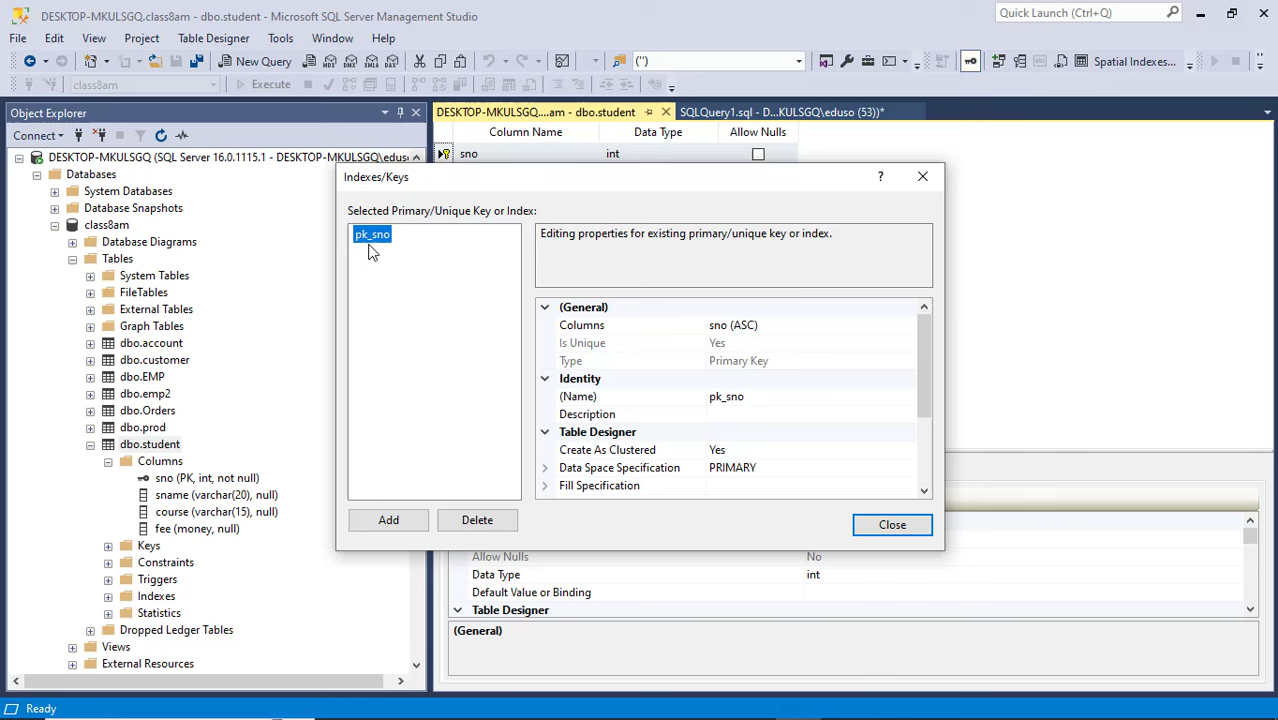 DESKTOP-MKULSGQ.class8am - dbo.student - Microsoft SQL Server Management Studio
Quick Launch (Ctrl+Q)
File Edit View Project Table Designer Tools Window Help
New Query
MDX
DMX
XMLA
DAX
("")
Spatial Indexes...
class8am
Execute
Object Explorer
DESKTOP-MKULSGQ....am - dbo.student
SQLQuery1.sql - D...KULSGQ\eduso (53))*
Connect
Column Name Data Type Allow Nulls
sno int
DESKTOP-MKULSGQ (SQL Server 16.0.1115.1 - DESKTOP-MKULSGQ\eduso
Databases
System Databases
Database Snapshots
class8am
Database Diagrams
Tables
System Tables
FileTables
External Tables
Graph Tables
dbo.account
dbo.customer
dbo.EMP
dbo.emp2
dbo.Orders
dbo.prod
dbo.student
Columns
sno (PK, int, not null)
sname (varchar(20), null)
course (varchar(15), null)
fee (money, null)
Keys
Constraints
Triggers
Indexes
Statistics
Dropped Ledger Tables
Views
External Resources
Indexes/Keys
?
Selected Primary/Unique Key or Index:
pk_sno
Editing properties for existing primary/unique key or index.
(General)
Columns sno (ASC)
Is Unique Yes
Type Primary Key
Identity
(Name) pk_sno
Description
Table Designer
Create As Clustered Yes
Data Space Specification PRIMARY
Fill Specification
Add Delete Close
Allow Nulls No
Data Type int
Default Value or Binding
Table Designer
(General)
Ready